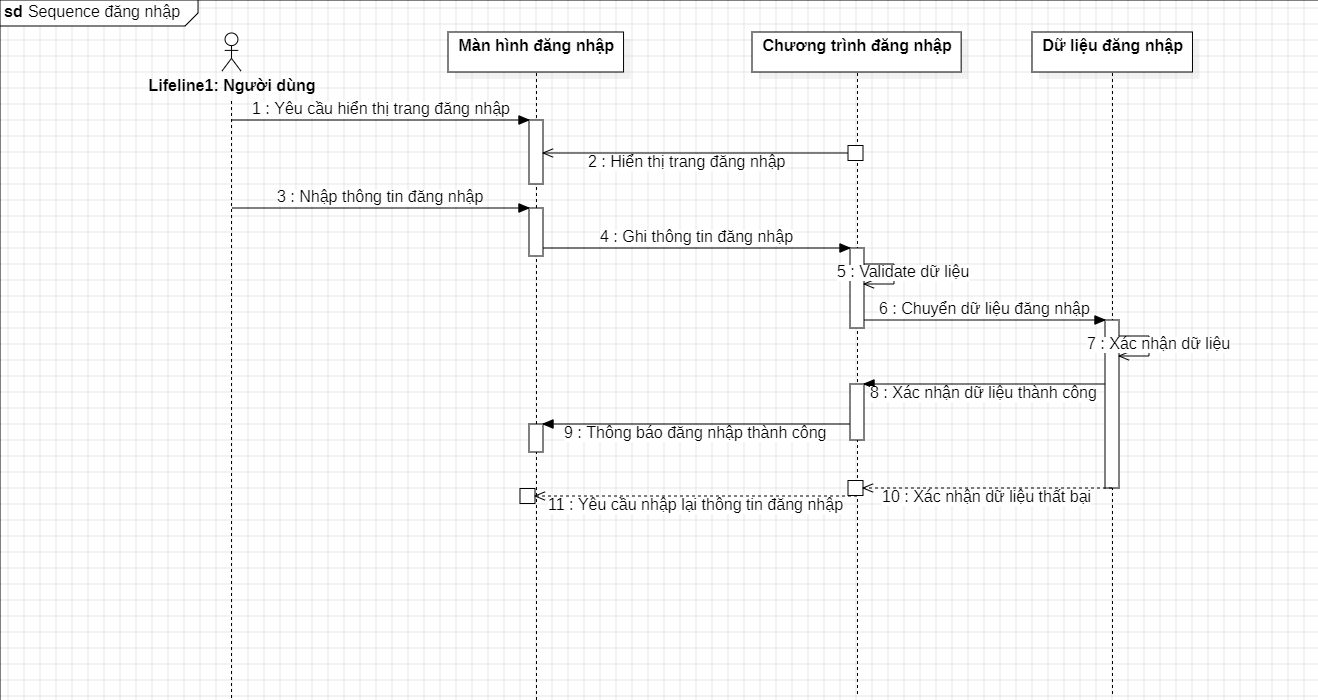 sd Sequence đăng nhập
Màn hình đăng nhập
Chương trình đăng nhập
Dữ liệu đăng nhập
Lifeline1: Người dùng
1 : Yêu cầu hiển thị trang đăng nhập
2 : Hiển thị trang đăng nhập
3 : Nhập thông tin đăng nhập
4 : Ghi thông tin đăng nhập
5 : Validate dữ liệu
6 : Chuyển dữ liệu đăng nhập
7 : Xác nhận dữ liệu
8 : Xác nhận dữ liệu thành công
9 : Thông báo đăng nhập thành công
10 : Xác nhận dữ liệu thất bại
11 : Yêu cầu nhập lại thông tin đăng nhập